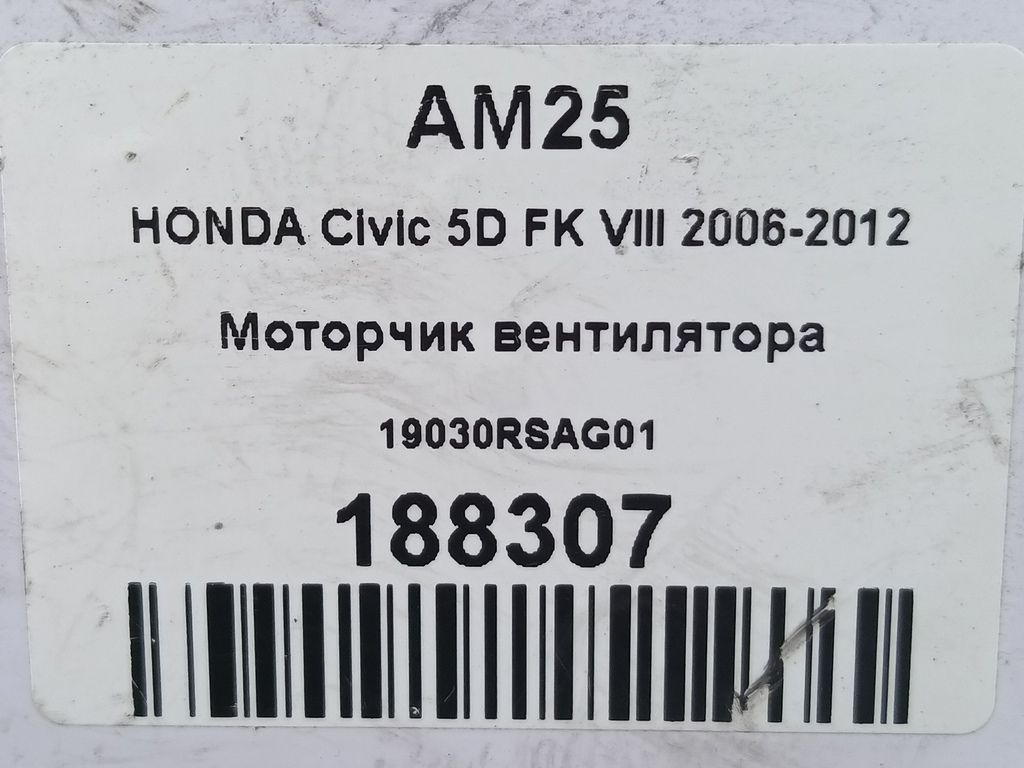 AM25
HONDA Civic 5D FK VIII 2006-2012
Моторчик вентилятора
19030RSAG01
188307